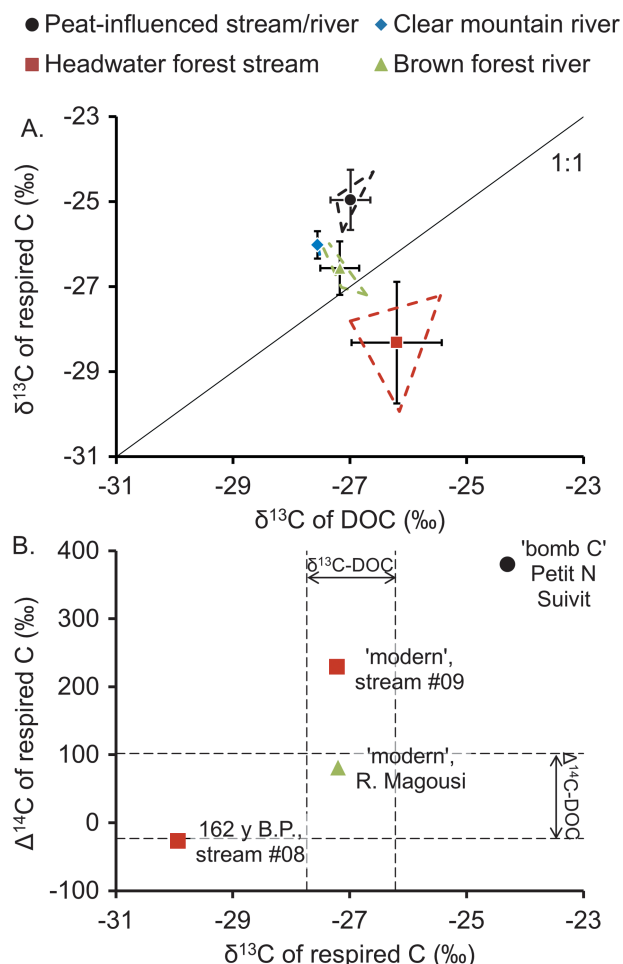 Peat-influenced stream/river
Clear mountain river
Headwater forest stream
Brown forest river
A.
-23
-25
-27
-29
-31
δ¹³C of respired C (‰)
1:1
-31
-29
-27
-25
-23
δ¹³C of DOC (‰)
B.
400
300
200
100
0
-100
Δ¹⁴C of respired C (‰)
δ¹³C-DOC
'bomb C'
Petit N
Suivit
'modern',
stream #09
'modern',
R. Magousi
Δ¹⁴C-DOC
162 y B.P.,
stream #08
-31
-29
-27
-25
-23
δ¹³C of respired C (‰)